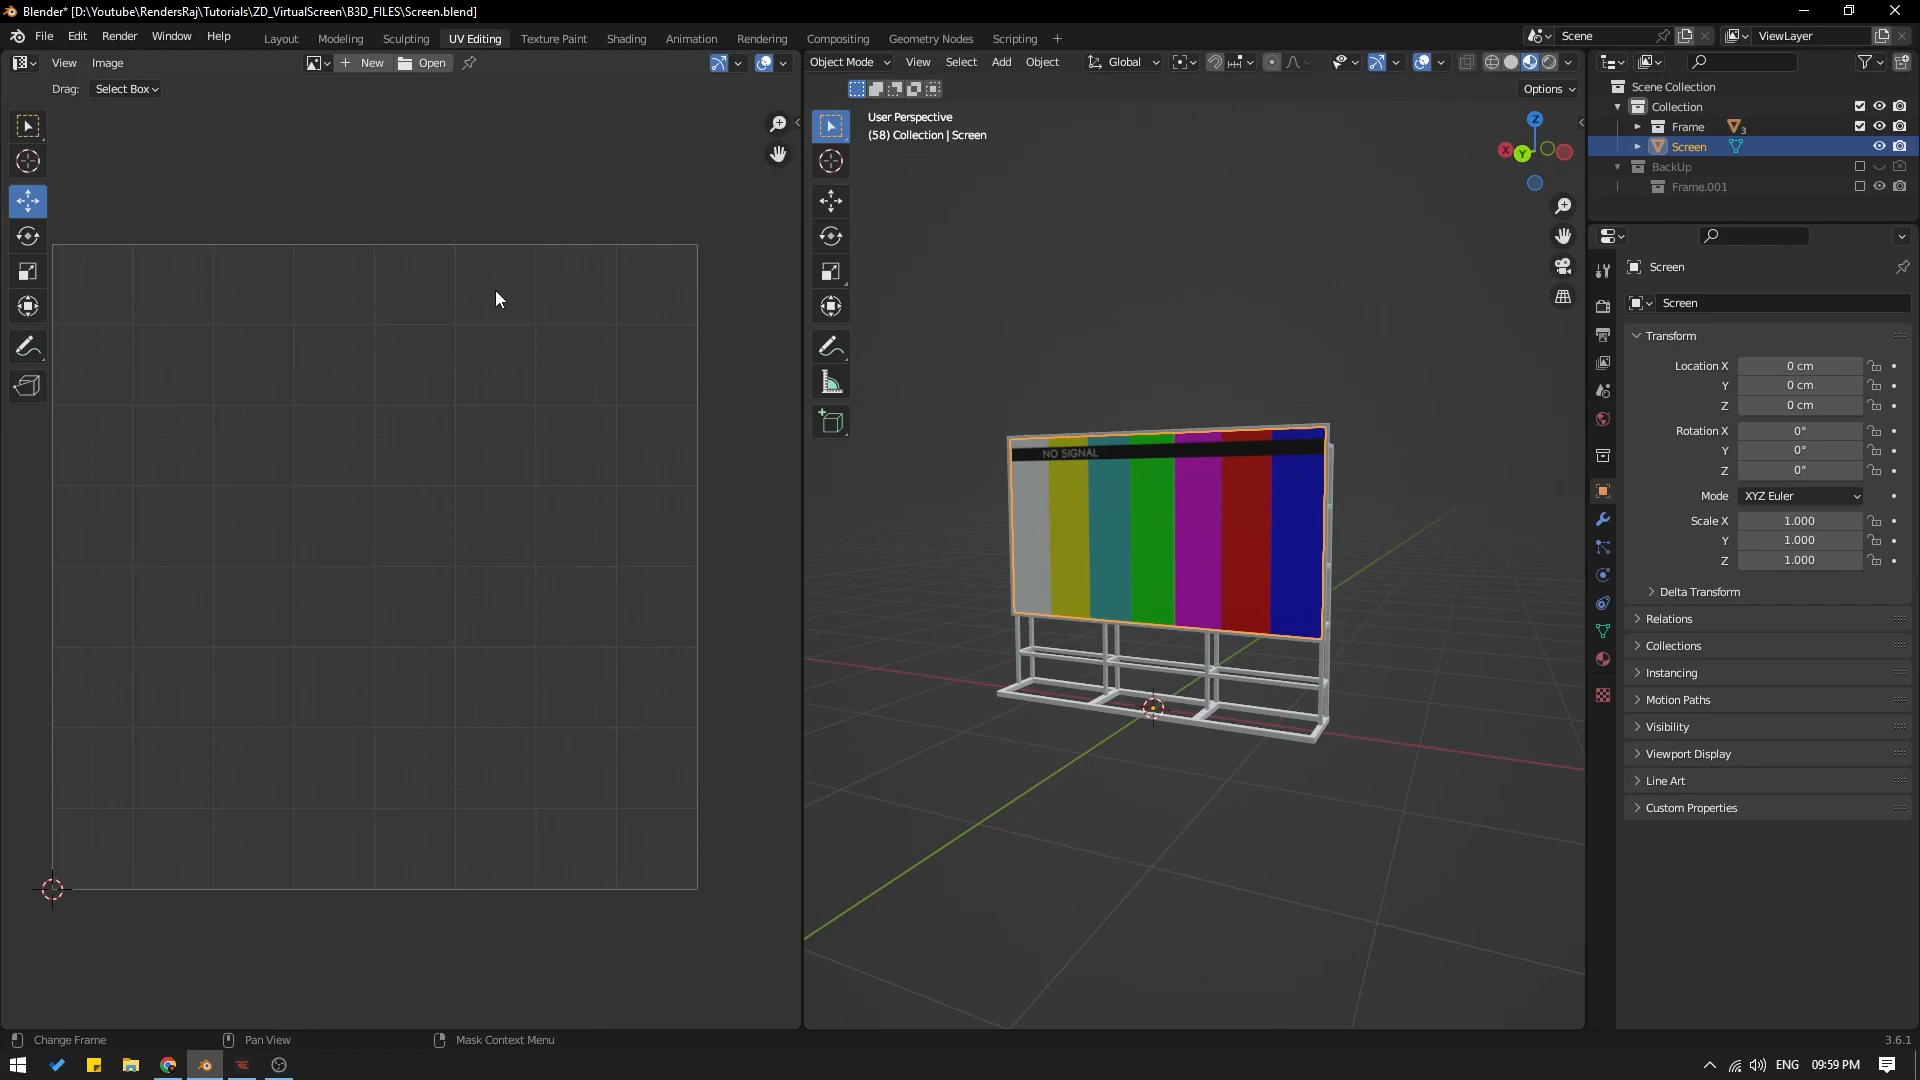 Blender* [D:\Youtube\RendersRaj\Tutorials\ZD_VirtualScreen\B3D_FILES\Screen.blend]
File Edit Render Window Help Layout Modeling Sculpting UV Editing Texture Paint Shading Animation Rendering Compositing Geometry Nodes Scripting + Scene ViewLayer
View Image New Open Object Mode View Select Add Object Global
Drag: Select Box Options
Scene Collection
Collection
Frame 3
Screen
BackUp
Frame.001
User Perspective
(58) Collection | Screen
Z
X
Y
NO SIGNAL
Screen
Screen
Transform
Location X 0 cm
Y 0 cm
Z 0 cm
Rotation X 0°
Y 0°
Z 0°
Mode XYZ Euler
Scale X 1.000
Y 1.000
Z 1.000
Delta Transform
Relations
Collections
Instancing
Motion Paths
Visibility
Viewport Display
Line Art
Custom Properties
Change Frame Pan View Mask Context Menu 3.6.1
ENG 09:59 PM